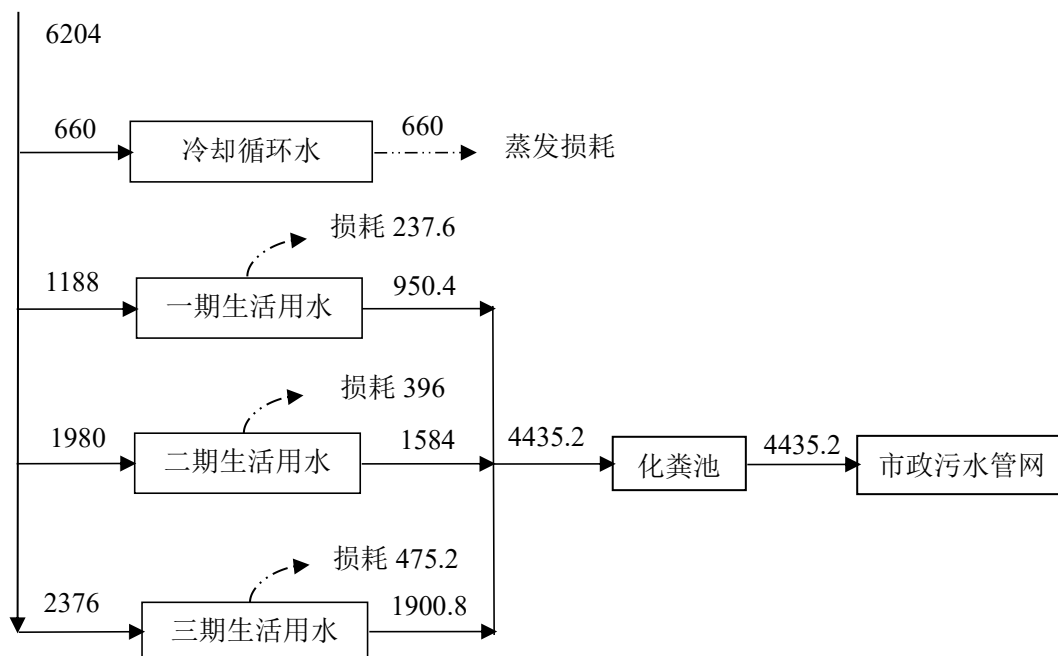 6204
660
冷却循环水
660
蒸发损耗
损耗 237.6
1188
一期生活用水
950.4
损耗 396
1980
二期生活用水
1584
4435.2
化粪池
4435.2
市政污水管网
损耗 475.2
2376
三期生活用水
1900.8